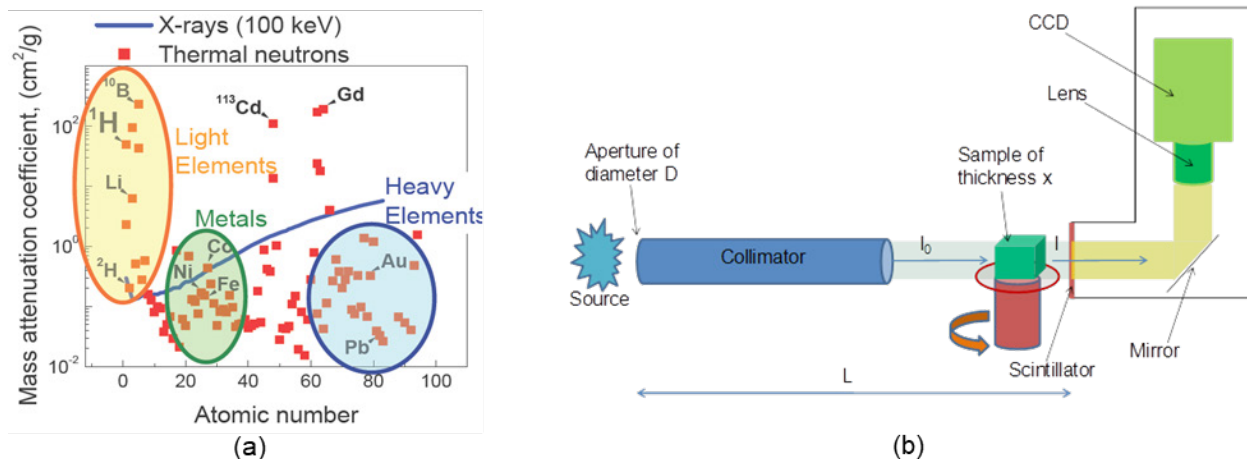 X-rays (100 keV)
Thermal neutrons
Mass attenuation coefficient, (cm²/g)
10²
10⁰
10⁻²
¹⁰B
¹H
Li
²H
Light
Elements
¹¹³Cd
Gd
Metals
Co
Ni
Fe
Heavy
Elements
Au
Pb
0 20 40 60 80 100
Atomic number
(a)
CCD
Lens
Aperture of
diameter D
Sample of
thickness x
Collimator
I₀
I
Source
Scintillator
Mirror
L
(b)